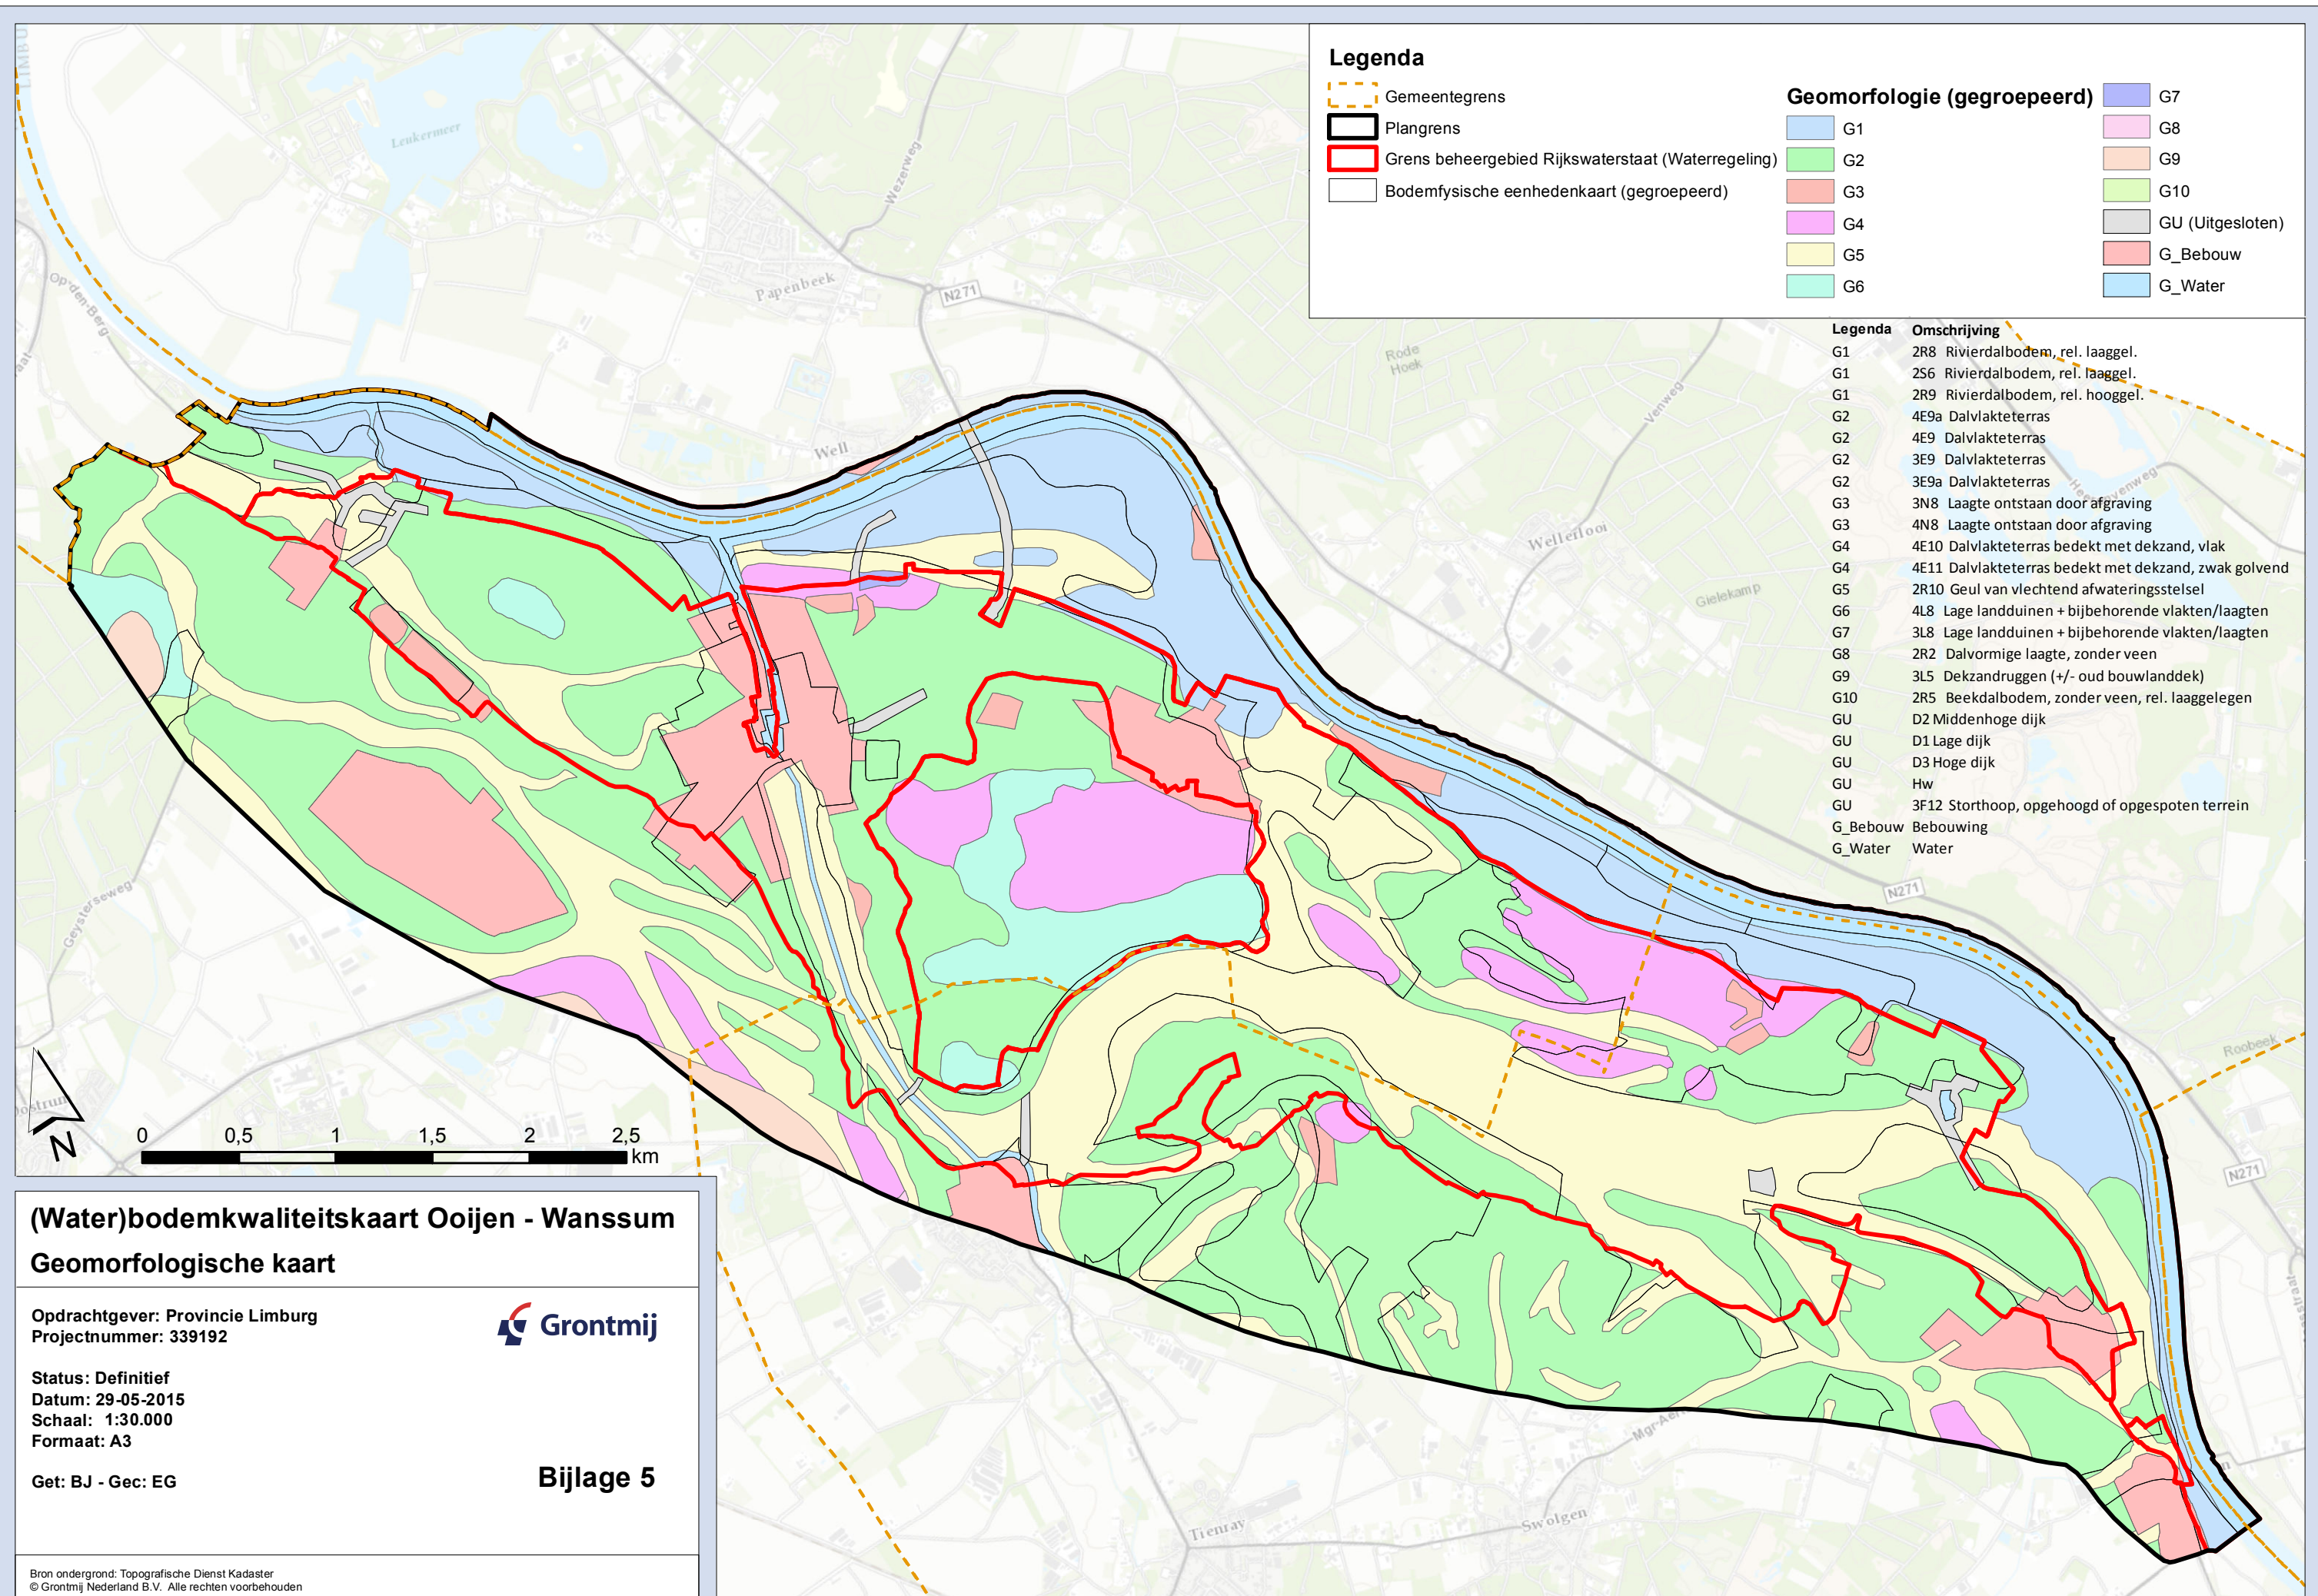 Legenda
Gemeentegrens
Plangrens
Grens beheergebied Rijkswaterstaat (Waterregeling)
Bodemfysische eenhedenkaart (gegroepeerd)
Geomorfologie (gegroepeerd)
G1
G2
G3
G4
G5
G6
G7
G8
G9
G10
GU (Uitgesloten)
G_Bebouw
G_Water
Legenda Omschrijving
G1 2R8 Rivierdalbodem, rel. laaggel.
G1 2S6 Rivierdalbodem, rel. laaggel.
G1 2R9 Rivierdalbodem, rel. hooggel.
G2 4E9a Dalvlakteterras
G2 4E9 Dalvlakteterras
G2 3E9 Dalvlakteterras
G2 3E9a Dalvlakteterras
G3 3N8 Laagte ontstaan door afgraving
G3 4N8 Laagte ontstaan door afgraving
G4 4E10 Dalvlakteterras bedekt met dekzand, vlak
G4 4E11 Dalvlakteterras bedekt met dekzand, zwak golvend
G5 2R10 Geul van vlechtend afwateringsstelsel
G6 4L8 Lage landduinen + bijbehorende vlakten/laagten
G7 3L8 Lage landduinen + bijbehorende vlakten/laagten
G8 2R2 Dalvormige laagte, zonder veen
G9 3L5 Dekzandruggen (+/- oud bouwlanddek)
G10 2R5 Beekdalbodem, zonder veen, rel. laaggelegen
GU D2 Middenhoge dijk
GU D1 Lage dijk
GU D3 Hoge dijk
GU Hw
GU 3F12 Storthoop, opgehoogd of opgespoten terrein
G_Bebouw Bebouwing
G_Water Water
Leukermeer
Wezerweg
Op-den-Berg
Papenbeek
N271
Rode
Hoek
Venweg
Well
Wellerlooi
Gielekamp
N271
Geysterseweg
Roobeek
N271
Tienray
Swolgen
N
0 0,5 1 1,5 2 2,5
km
(Water)bodemkwaliteitskaart Ooijen - Wanssum
Geomorfologische kaart
Opdrachtgever: Provincie Limburg
Projectnummer: 339192
Grontmij
Status: Definitief
Datum: 29-05-2015
Schaal: 1:30.000
Formaat: A3
Get: BJ - Gec: EG
Bijlage 5
Bron ondergrond: Topografische Dienst Kadaster
© Grontmij Nederland B.V. Alle rechten voorbehouden